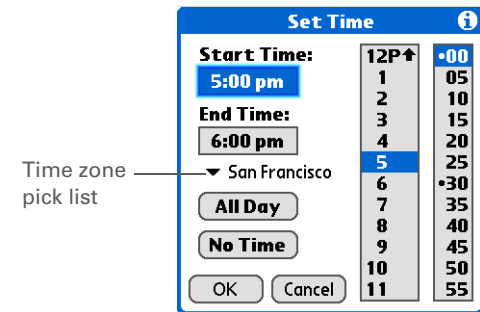 Set Time
Start Time:
5:00 pm
End Time:
6:00 pm
San Francisco
All Day
No Time
OK Cancel
12P
1
2
3
4
5
6
7
8
9
10
11
•00
05
10
15
20
25
•30
35
40
45
50
55
Time zone
pick list